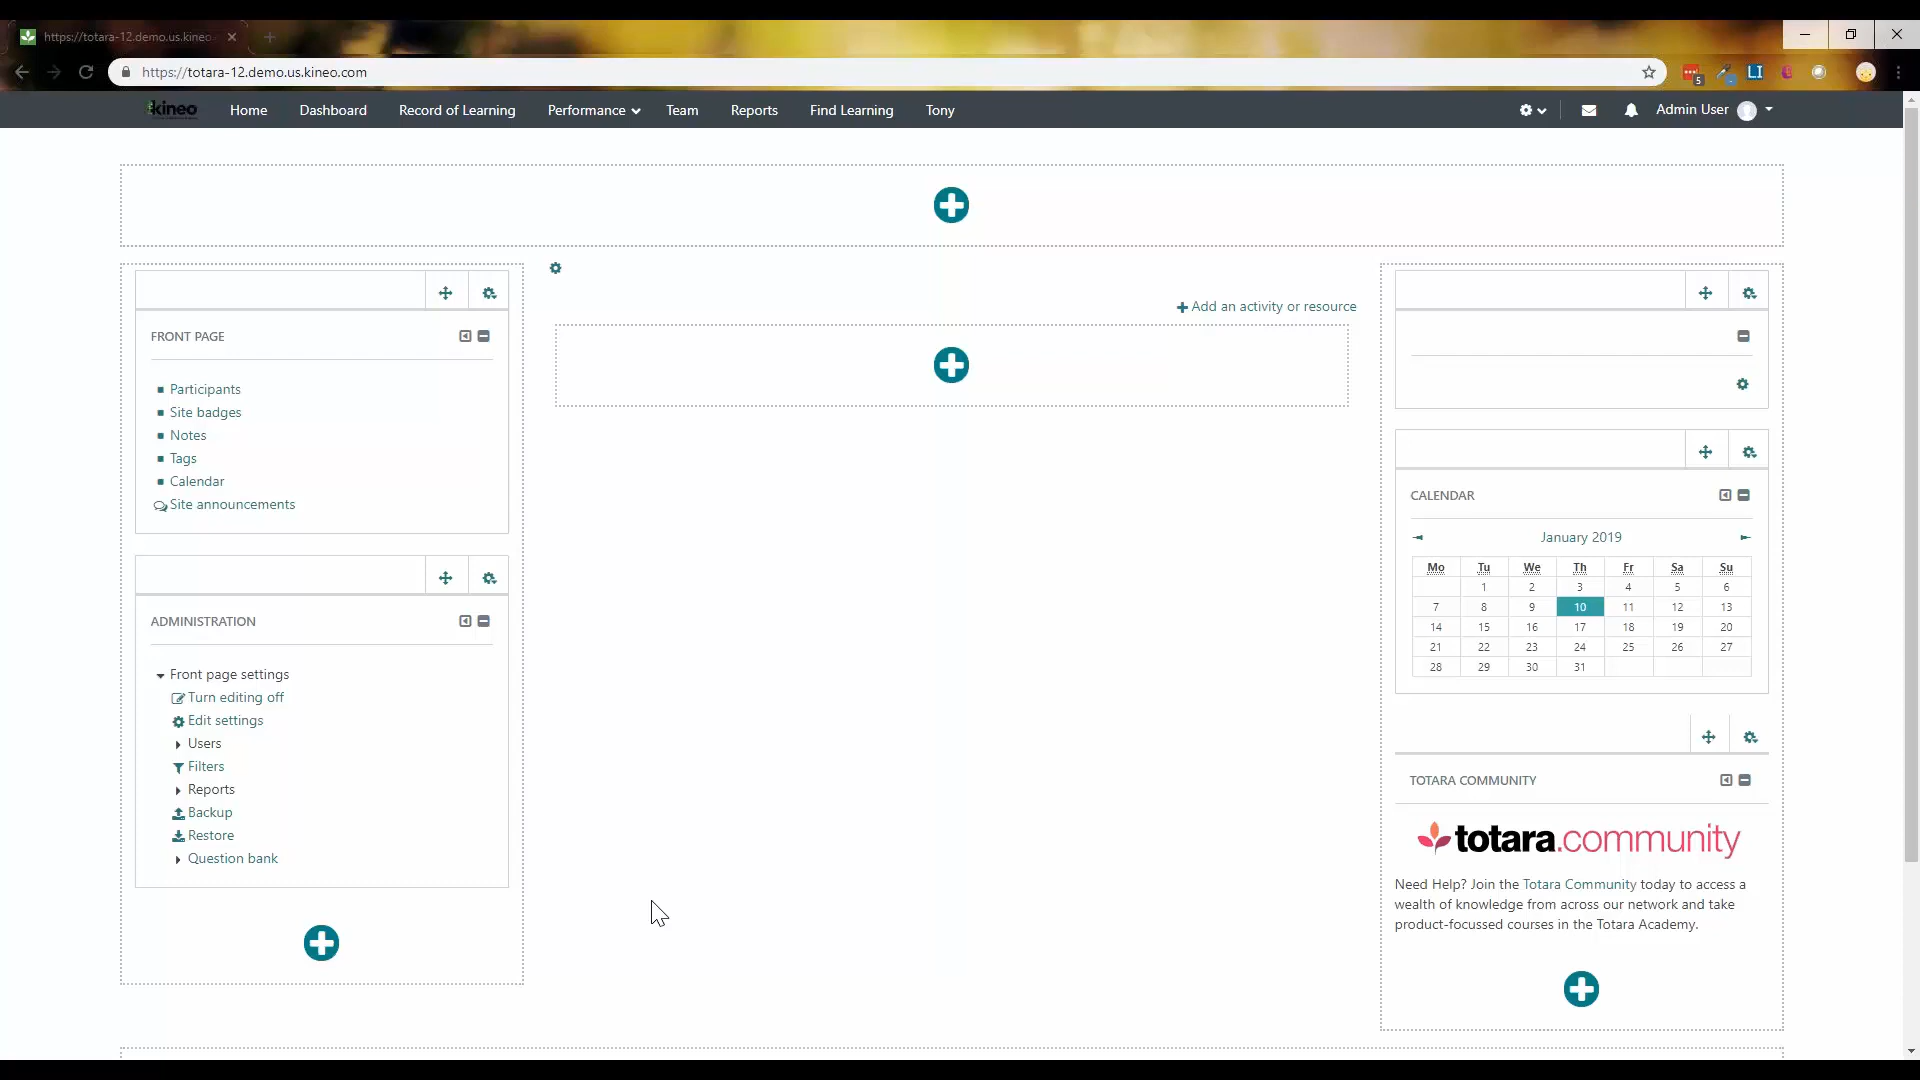 https://totara-12.demo.us.kineo
https://totara-12.demo.us.kineo.com
5
LI
kineo
Home
Dashboard
Record of Learning
Performance
Team
Reports
Find Learning
Tony
Admin User
FRONT PAGE
Participants
Site badges
Notes
Tags
Calendar
Site announcements
ADMINISTRATION
Front page settings
Turn editing off
Edit settings
Users
Filters
Reports
Backup
Restore
Question bank
Add an activity or resource
CALENDAR
January 2019
Mo Tu We Th Fr Sa Su
1 2 3 4 5 6
7 8 9 10 11 12 13
14 15 16 17 18 19 20
21 22 23 24 25 26 27
28 29 30 31
TOTARA COMMUNITY
totara.community
Need Help? Join the Totara Community today to access a
wealth of knowledge from across our network and take
product-focussed courses in the Totara Academy.